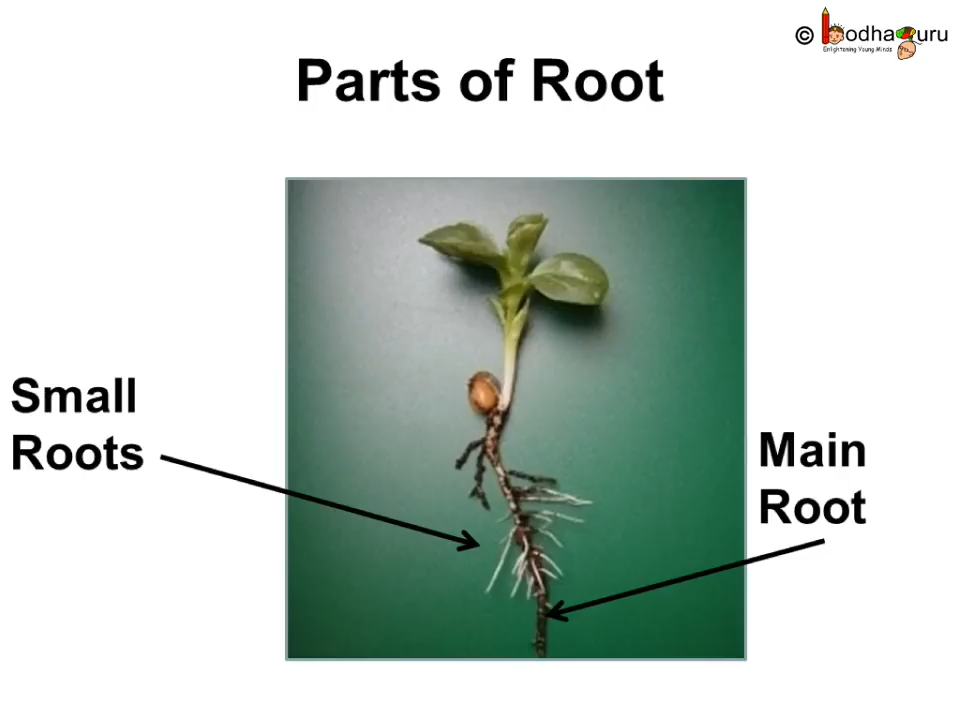 © bodhaguru
Enlightening Young Minds
Parts of Root
Small
Roots
Main
Root